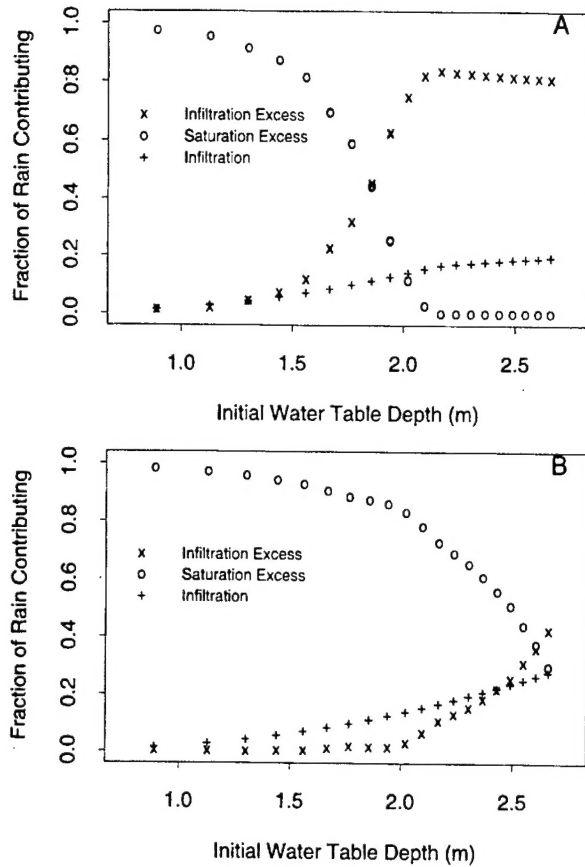 A
Fraction of Rain Contributing
1.0
0.8
0.6
0.4
0.2
0.0
x Infiltration Excess
o Saturation Excess
+ Infiltration
1.0 1.5 2.0 2.5
Initial Water Table Depth (m)
B
Fraction of Rain Contributing
1.0
0.8
0.6
0.4
0.2
0.0
x Infiltration Excess
o Saturation Excess
+ Infiltration
1.0 1.5 2.0 2.5
Initial Water Table Depth (m)